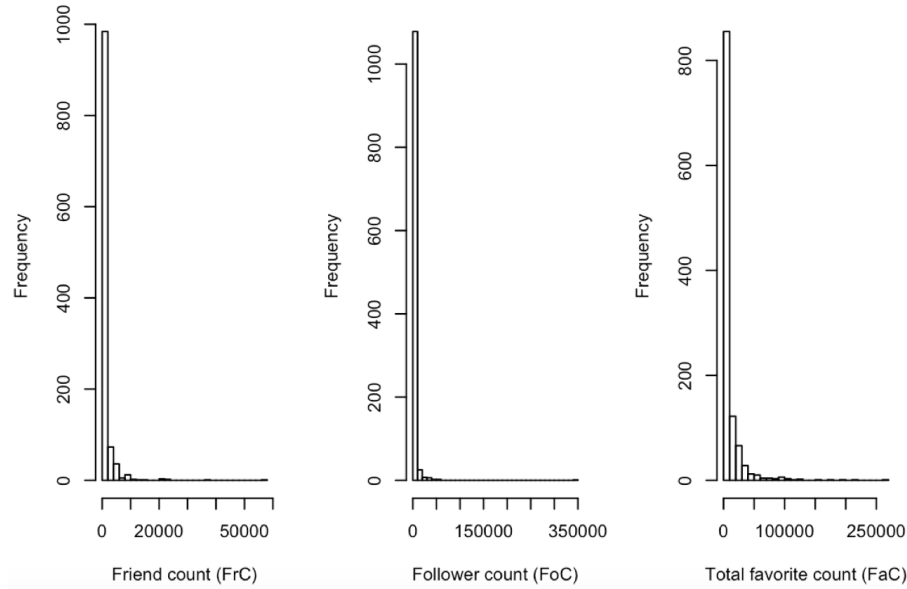 Frequency
0 200 400 600 800 1000
0 20000 50000
Friend count (FrC)
Frequency
0 200 400 600 800 1000
0 150000 350000
Follower count (FoC)
Frequency
0 200 400 600 800
0 100000 250000
Total favorite count (FaC)